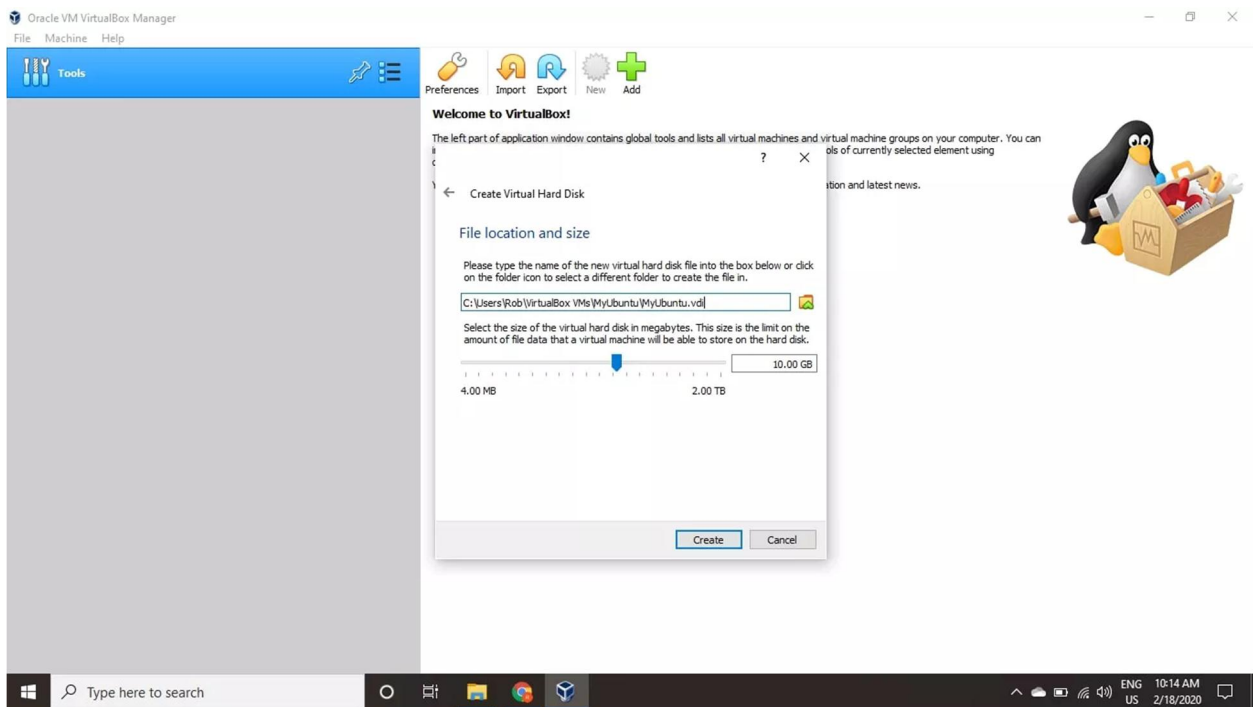 Oracle VM VirtualBox Manager
File Machine Help
Tools
Preferences Import Export New Add
Welcome to VirtualBox!
The left part of application window contains global tools and lists all virtual machines and virtual machine groups on your computer. You can
ols of currently selected element using
ation and latest news.
?
Create Virtual Hard Disk
File location and size
Please type the name of the new virtual hard disk file into the box below or click
on the folder icon to select a different folder to create the file in.
C:\Users\Rob\VirtualBox VMs\MyUbuntu\MyUbuntu.vdi
Select the size of the virtual hard disk in megabytes. This size is the limit on the
amount of file data that a virtual machine will be able to store on the hard disk.
10.00 GB
4.00 MB 2.00 TB
Create Cancel
Type here to search
ENG 10:14 AM
US 2/18/2020